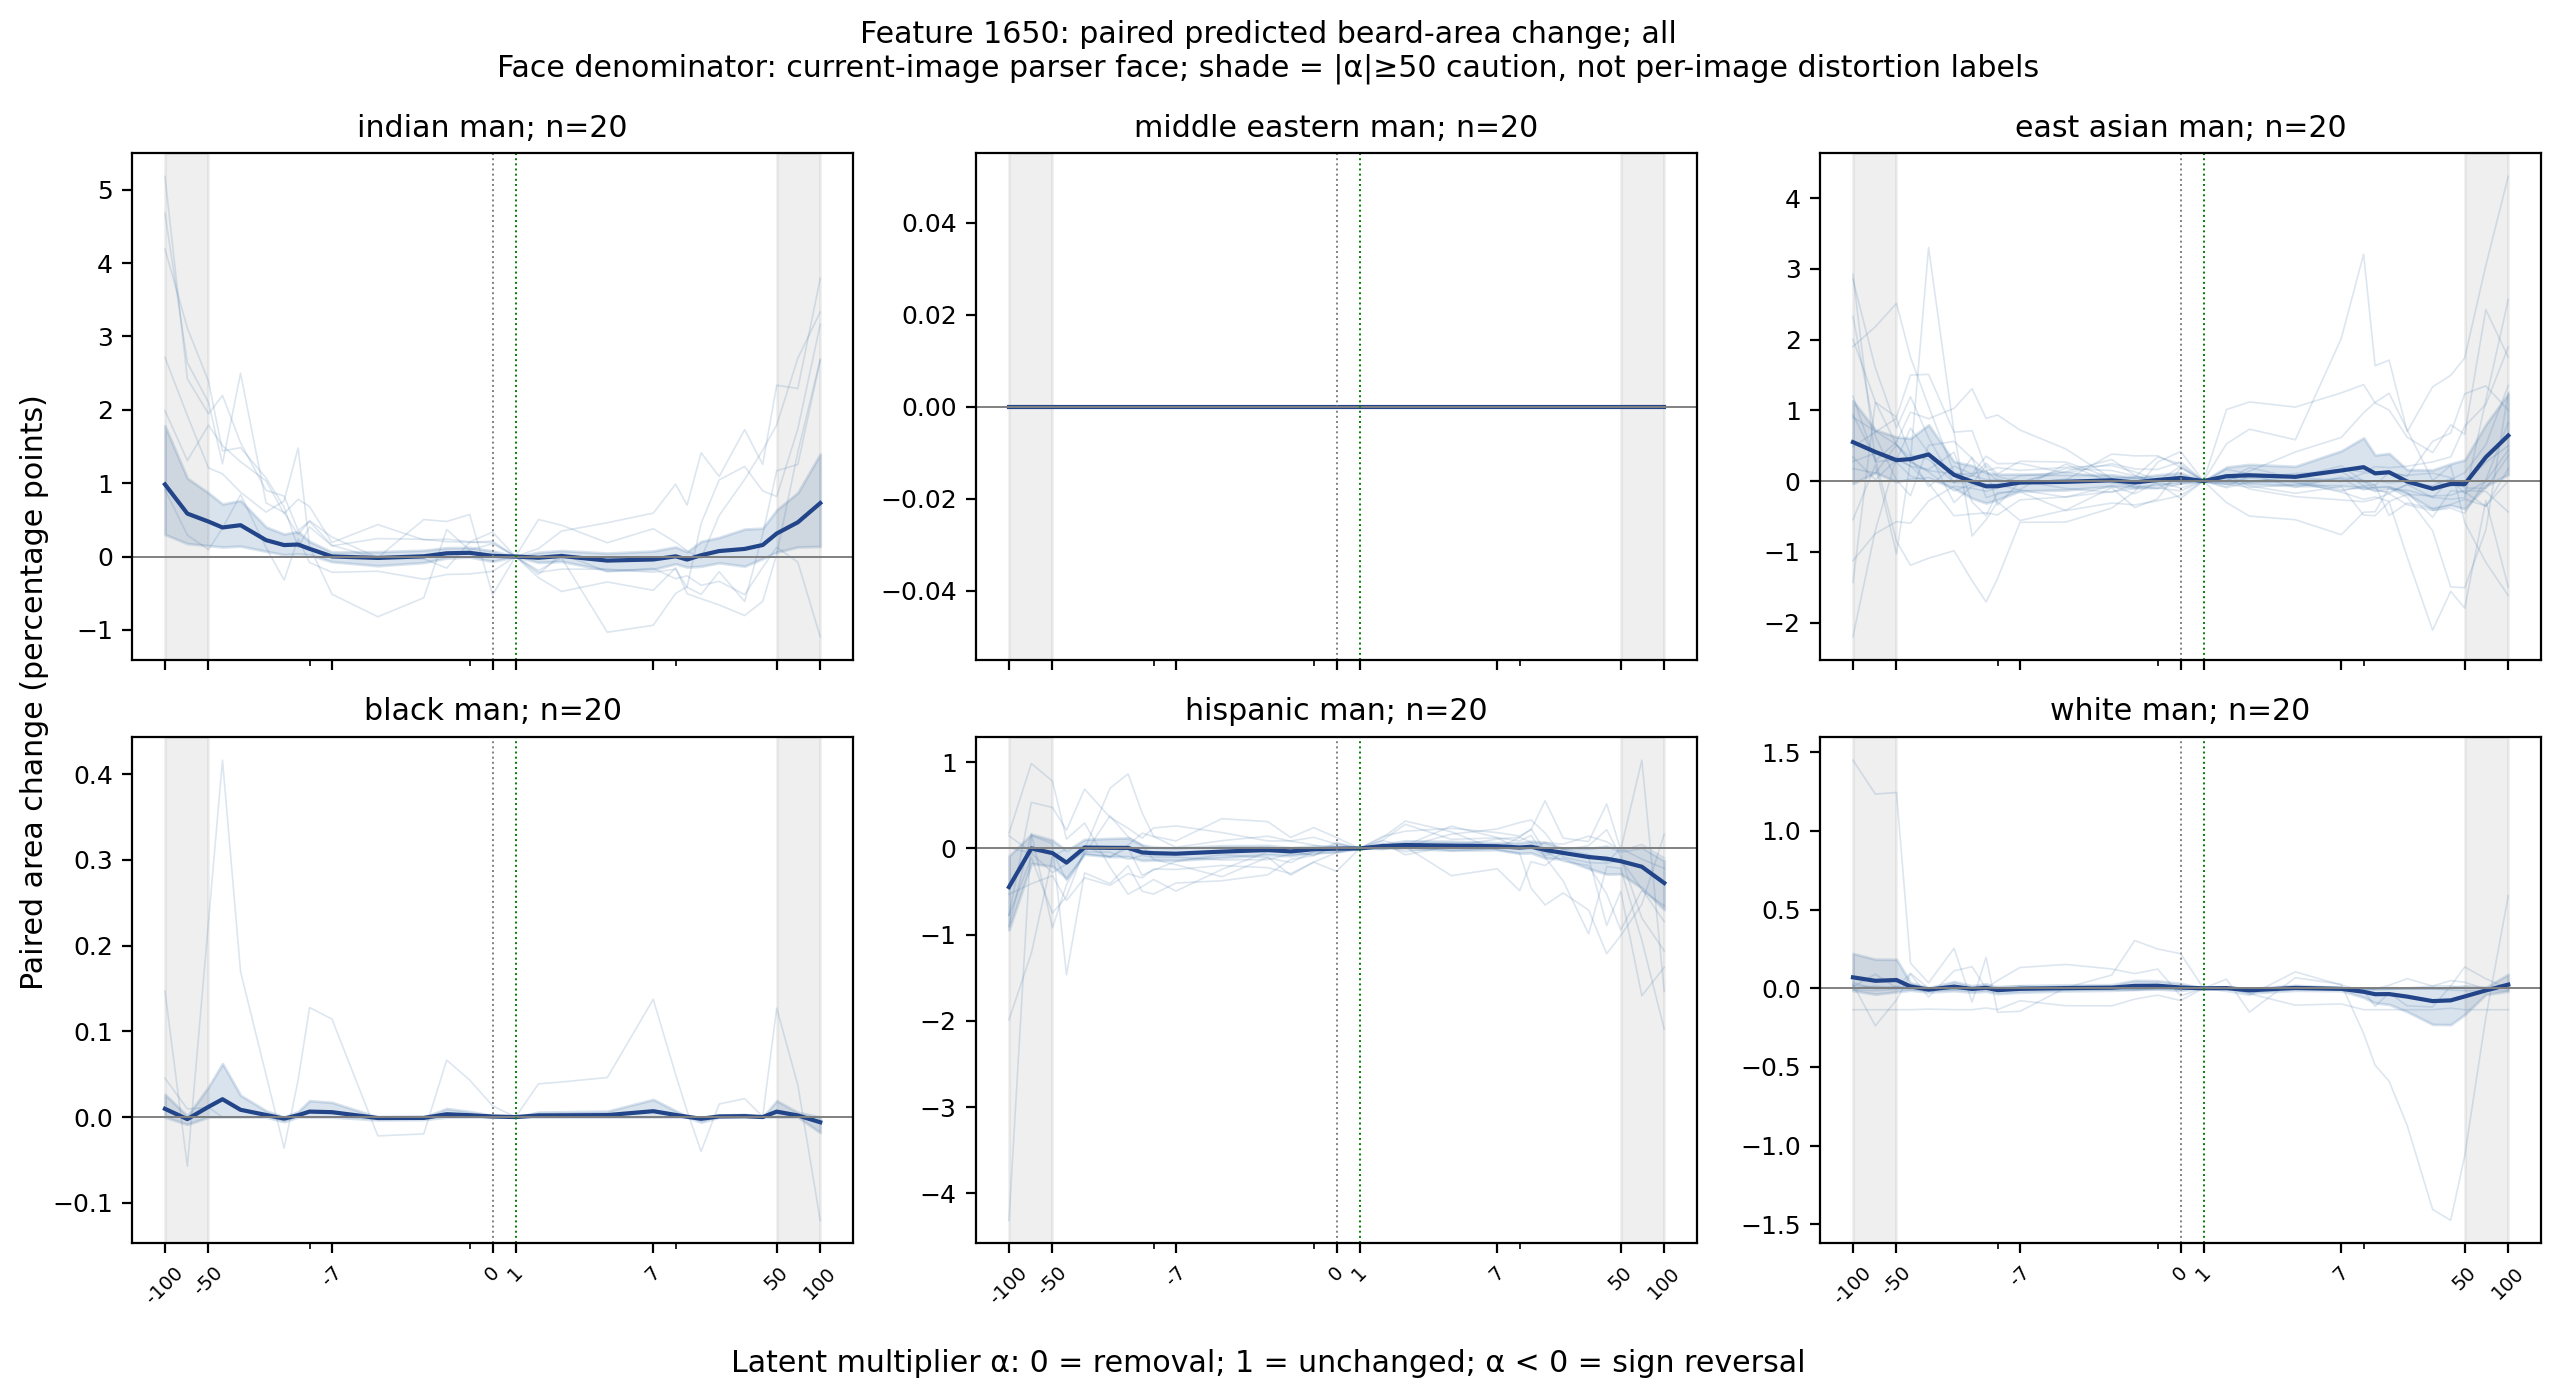 Feature 1650: paired predicted beard-area change; all
Face denominator: current-image parser face; shade = |α|≥50 caution, not per-image distortion labels
Paired area change (percentage points)
indian man; n=20
5
4
3
2
1
0
−1
middle eastern man; n=20
0.04
0.02
0.00
−0.02
−0.04
east asian man; n=20
4
3
2
1
0
−1
−2
black man; n=20
0.4
0.3
0.2
0.1
0.0
−0.1
-100 -50 -7 0 1 7 50 100
hispanic man; n=20
1
0
−1
−2
−3
−4
-100 -50 -7 0 1 7 50 100
white man; n=20
1.5
1.0
0.5
0.0
−0.5
−1.0
−1.5
-100 -50 -7 0 1 7 50 100
Latent multiplier α: 0 = removal; 1 = unchanged; α < 0 = sign reversal